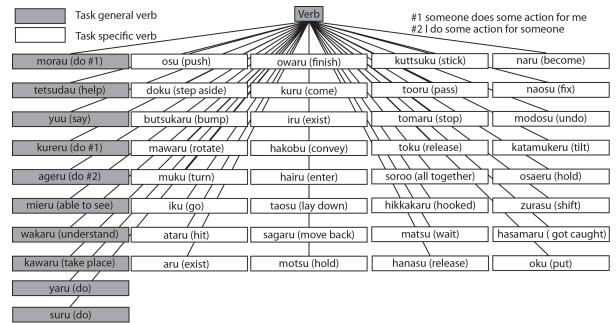 Task general verb
Task specific verb
Verb
#1 someone does some action for me
#2 I do some action for someone
morau (do #1) osu (push) owaru (finish) kuttsuku (stick) naru (become)
tetsudau (help) doku (step aside) kuru (come) tooru (pass) naosu (fix)
yuu (say) butsukaru (bump) iru (exist) tomaru (stop) modosu (undo)
kureru (do #1) mawaru (rotate) hakobu (convey) toku (release) katamukeru (tilt)
ageru (do #2) muku (turn) hairu (enter) soroo (all together) osaeru (hold)
mieru (able to see) iku (go) taosu (lay down) hikkakaru (hooked) zurasu (shift)
wakaru (understand) ataru (hit) sagaru (move back) matsu (wait) hasamaru ( got caught)
kawaru (take place) aru (exist) motsu (hold) hanasu (release) oku (put)
yaru (do)
suru (do)